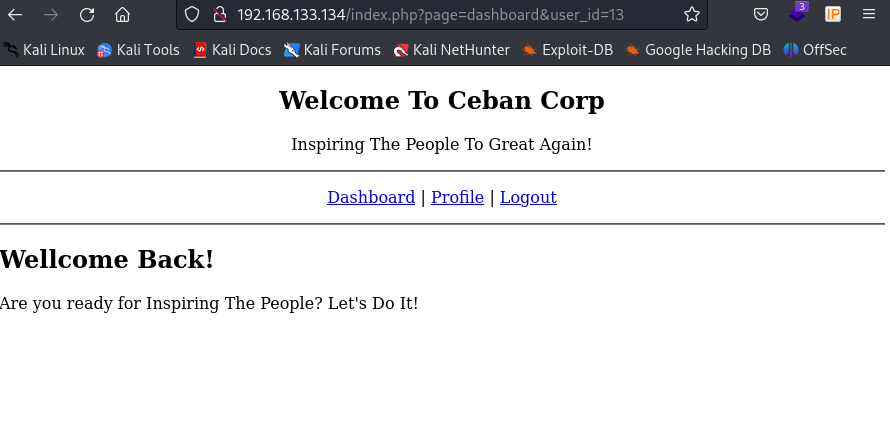 192.168.133.134/index.php?page=dashboard&user_id=13
3
IP
Kali Linux Kali Tools Kali Docs Kali Forums Kali NetHunter Exploit-DB Google Hacking DB OffSec
Welcome To Ceban Corp
Inspiring The People To Great Again!
Dashboard | Profile | Logout
Wellcome Back!
Are you ready for Inspiring The People? Let's Do It!